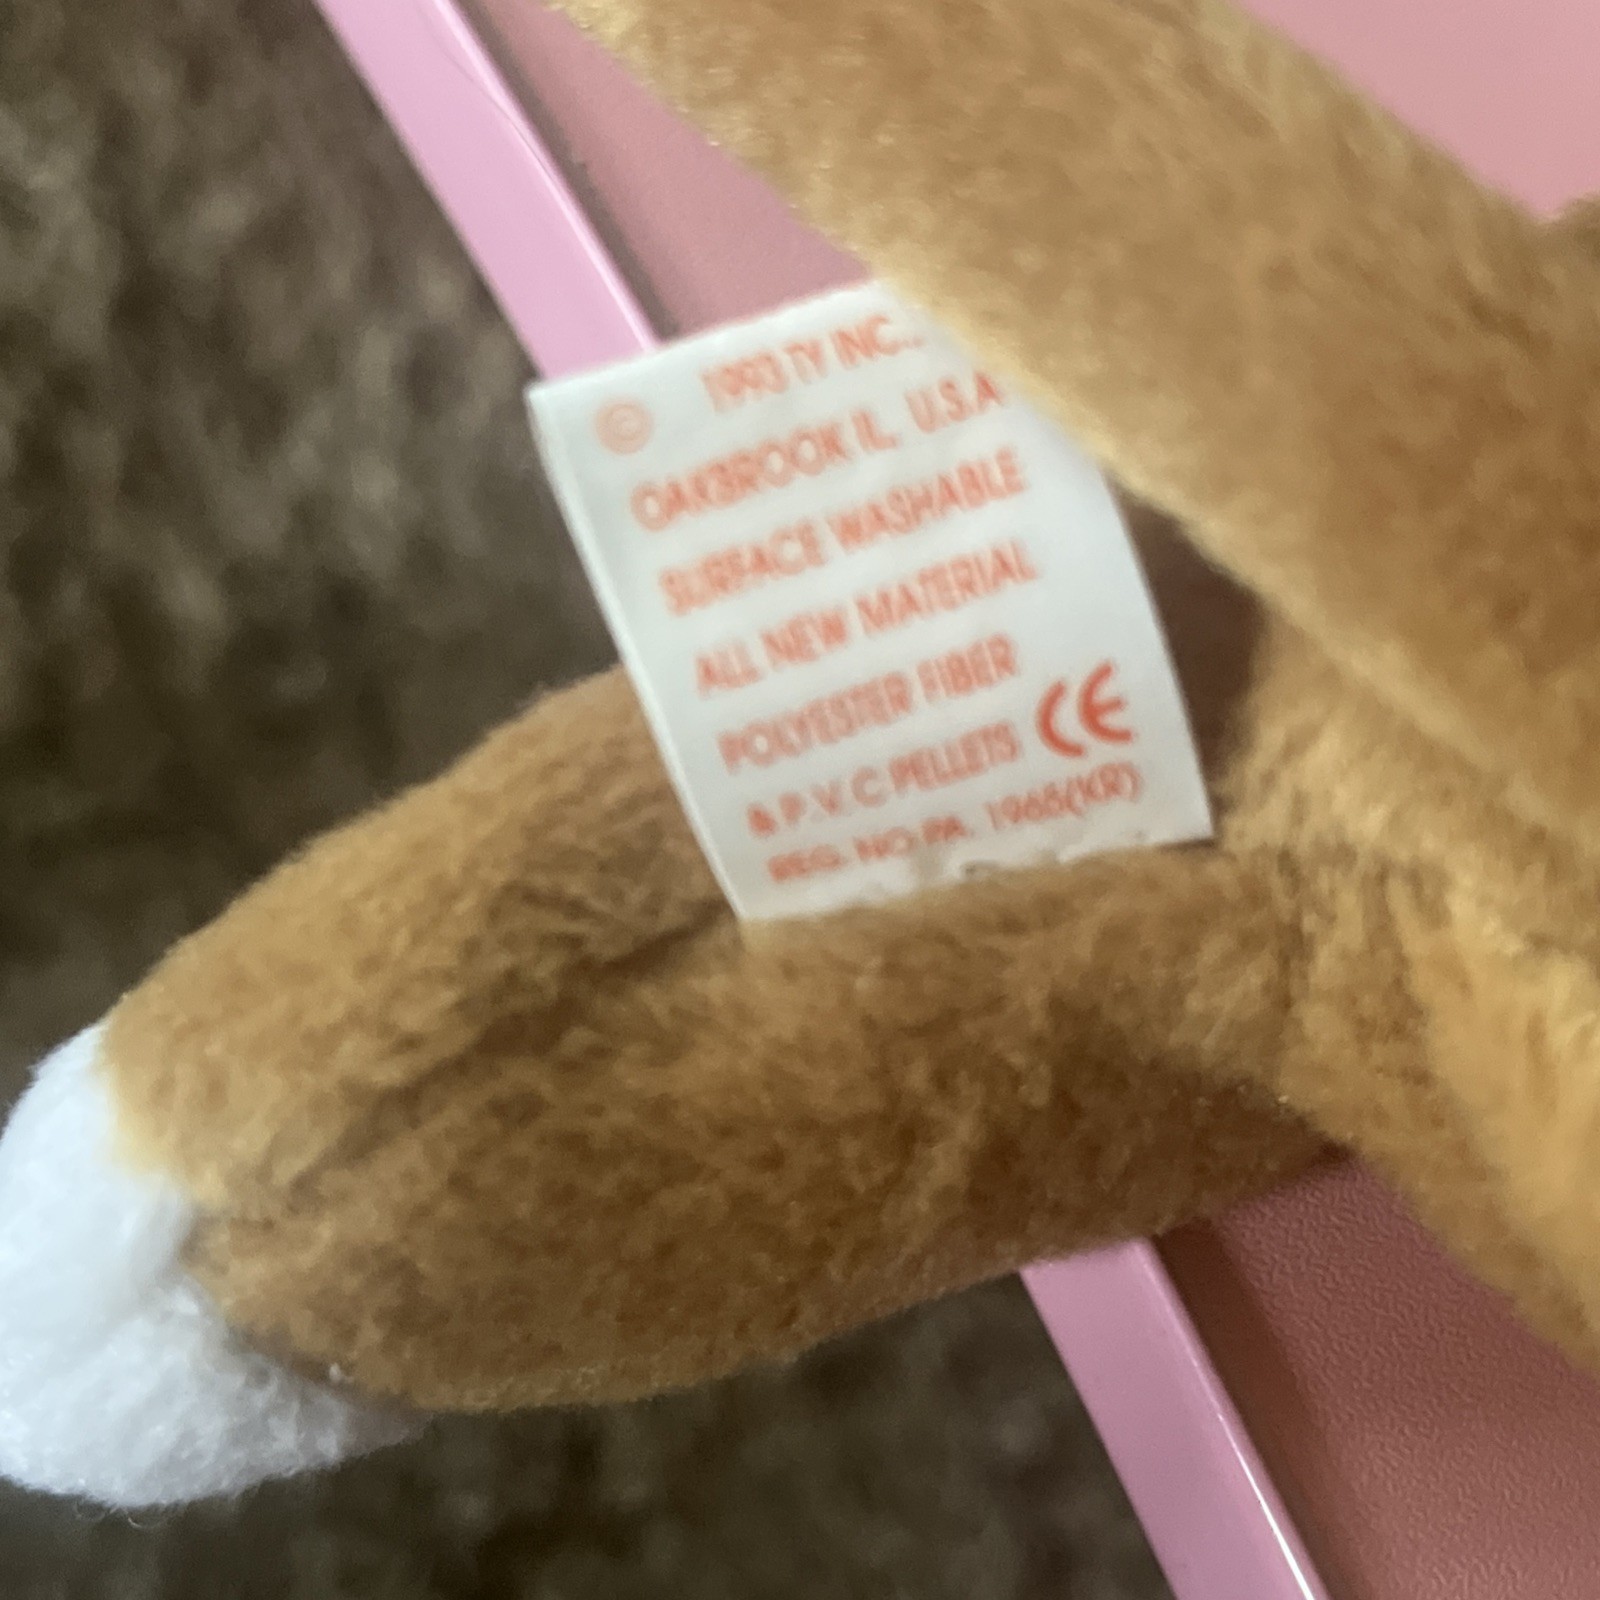 © 1993 TY INC.,
OAKBROOK IL, U.S.A
SURFACE WASHABLE
ALL NEW MATERIAL
POLYESTER FIBER
& P.V.C PELLETS CE
REG. NO PA. 1965(KR)